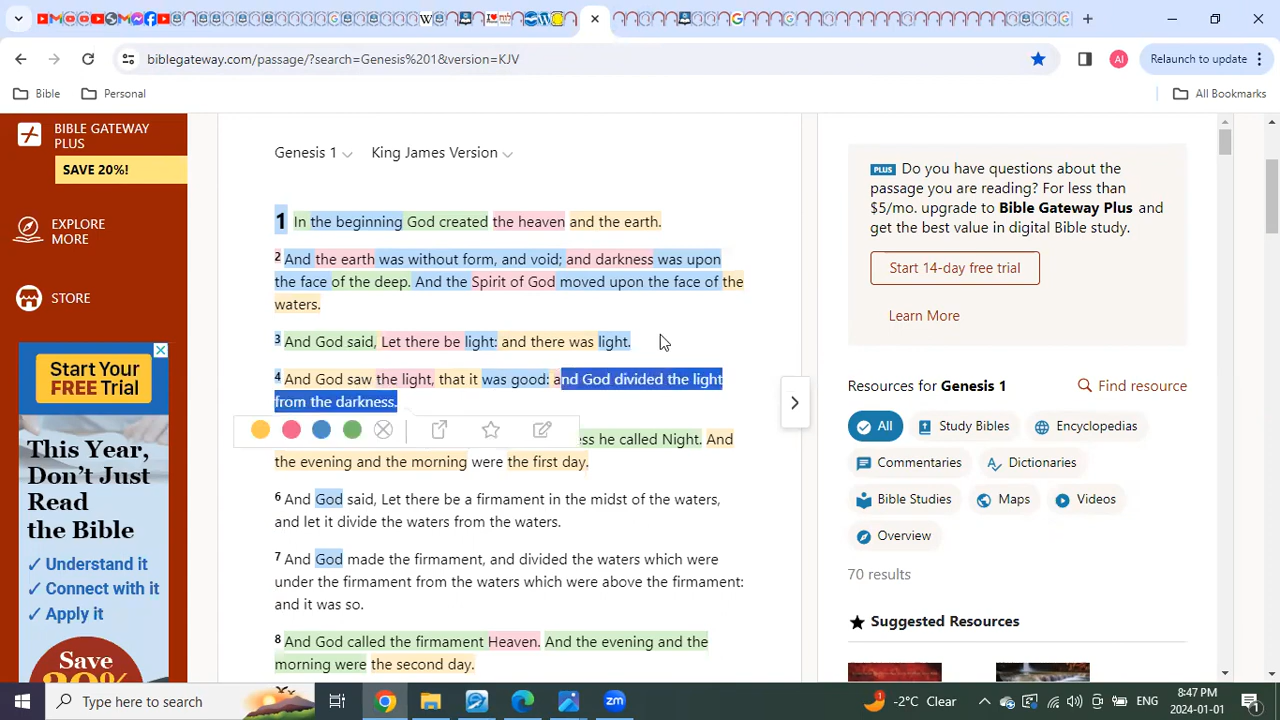 biblegateway.com/passage/?search=Genesis%201&version=KJV
AI
Relaunch to update
Bible
Personal
All Bookmarks
BIBLE GATEWAY
PLUS
SAVE 20%!
EXPLORE
MORE
STORE
Start Your
FREE Trial
This Year,
Don't Just
Read
the Bible
✓ Understand it
✓ Connect with it
✓ Apply it
Save
Genesis 1
King James Version
1 In the beginning God created the heaven and the earth.
2 And the earth was without form, and void; and darkness was upon
the face of the deep. And the Spirit of God moved upon the face of the
waters.
3 And God said, Let there be light: and there was light.
4 And God saw the light, that it was good: and God divided the light
from the darkness.
he called Night. And
the evening and the morning were the first day.
6 And God said, Let there be a firmament in the midst of the waters,
and let it divide the waters from the waters.
7 And God made the firmament, and divided the waters which were
under the firmament from the waters which were above the firmament:
and it was so.
8 And God called the firmament Heaven. And the evening and the
morning were the second day.
PLUS Do you have questions about the
passage you are reading? For less than
$5/mo. upgrade to Bible Gateway Plus and
get the best value in digital Bible study.
Start 14-day free trial
Learn More
Resources for Genesis 1
Find resource
All
Study Bibles
Encyclopedias
Commentaries
Dictionaries
Bible Studies
Maps
Videos
Overview
70 results
Suggested Resources
Type here to search
-2°C Clear
ENG
8:47 PM
2024-01-01